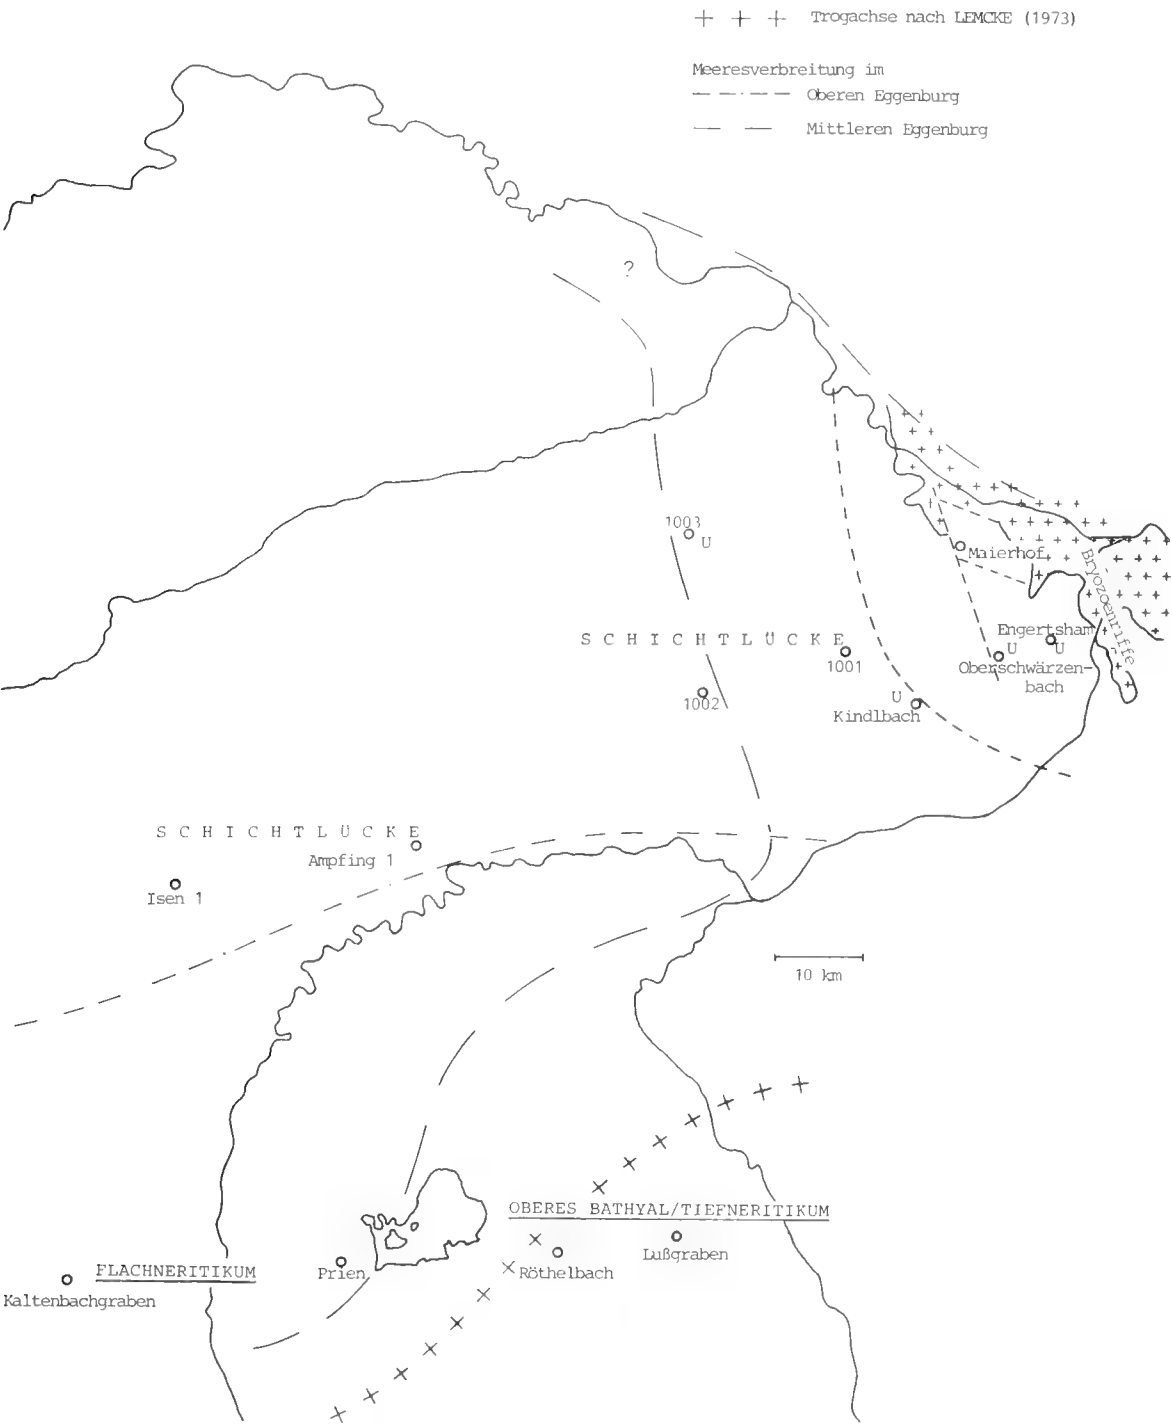 + + + Trogachse nach LEMCKE (1973)
Meeresverbreitung im
Oberen Eggenburg
Mittleren Eggenburg
?
1003
U
Maierhof
Bryozoenriffe
SCHICHTLÜCKE
Engertsham
U
U
1001
Oberschwärzen-
bach
1002
U
Kindlbach
SCHICHTLÜCKE
Ampfing 1
Isen 1
10 km
OBERES BATHYAL/TIEFNERITIKUM
Lußgraben
FLACHNERITIKUM
Prien
Röthelbach
Kaltenbachgraben